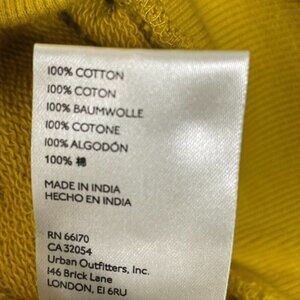 100% COTTON
100% COTON
100% BAUMWOLLE
100% COTONE
100% ALGODÓN
100% 棉
MADE IN INDIA
HECHO EN INDIA
RN 66170
CA 32054
Urban Outfitters, Inc.
146 Brick Lane
LONDON, E1 6RU